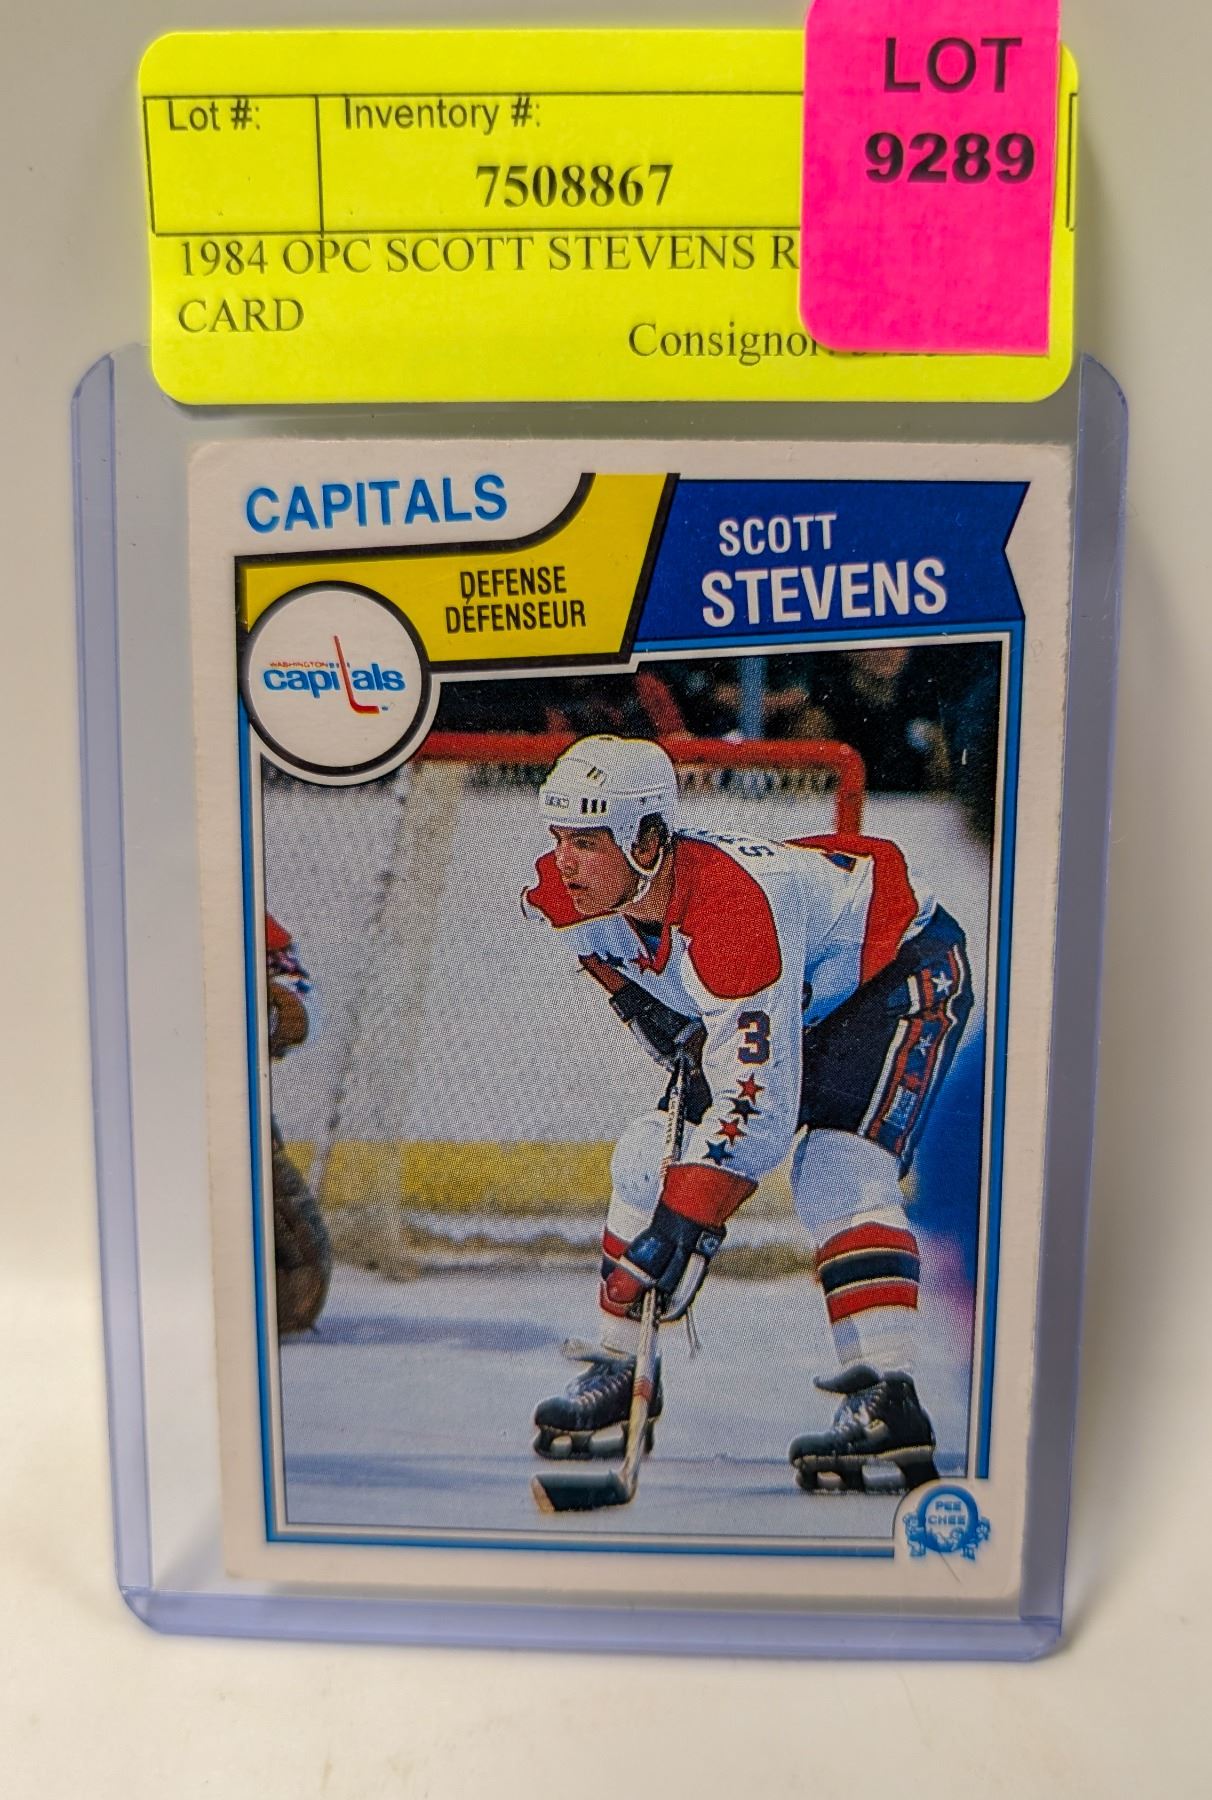 LOT
9289
Lot #:
Inventory #:
7508867
1984 OPC SCOTT STEVENS R
CARD
Consignor:
CAPITALS
SCOTT
STEVENS
DEFENSE
DÉFENSEUR
WASHINGTON
capitals
3
PEE
CHEE